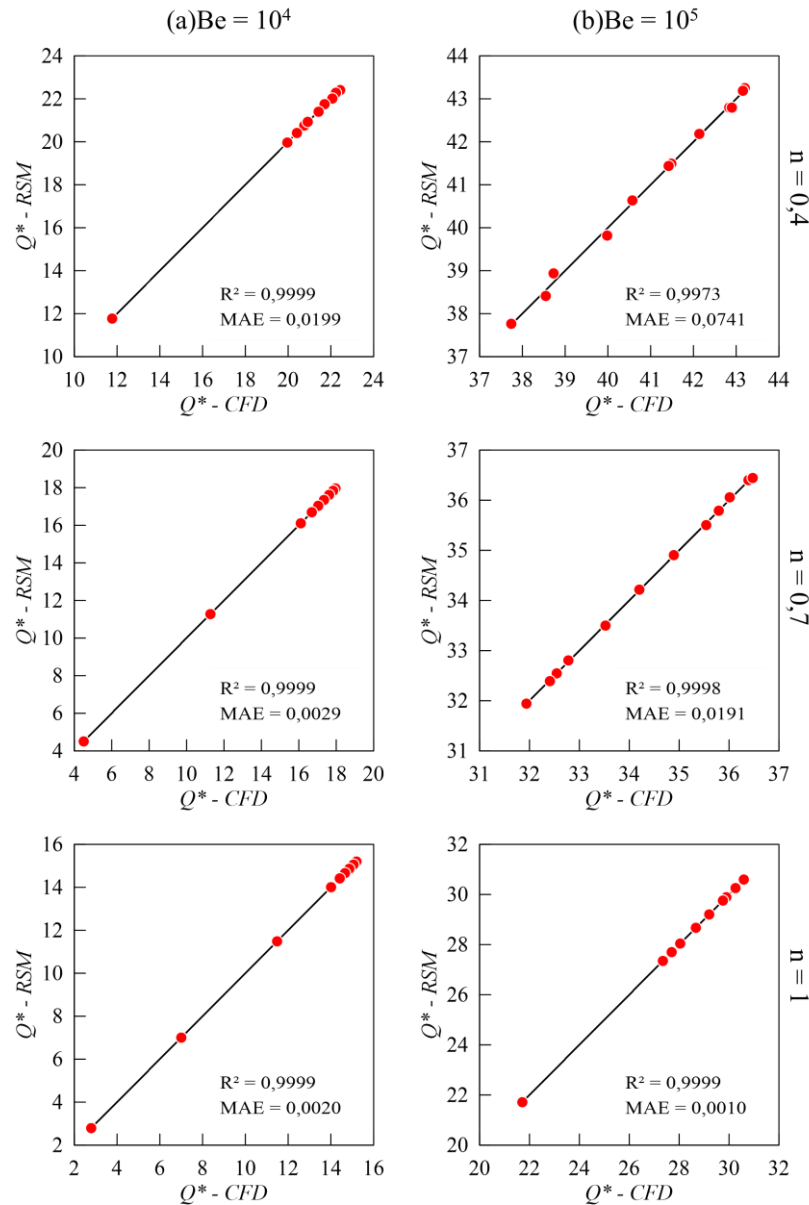 (a)Be = 10⁴
(b)Be = 10⁵
24
22
20
18
16
14
12
10
Q* - RSM
R² = 0,9999
MAE = 0,0199
10 12 14 16 18 20 22 24
Q* - CFD
44
43
42
41
40
39
38
37
Q* - RSM
R² = 0,9973
MAE = 0,0741
37 38 39 40 41 42 43 44
Q* - CFD
n = 0,4
20
18
16
14
12
10
8
6
4
Q* - RSM
R² = 0,9999
MAE = 0,0029
4 6 8 10 12 14 16 18 20
Q* - CFD
37
36
35
34
33
32
31
Q* - RSM
R² = 0,9998
MAE = 0,0191
31 32 33 34 35 36 37
Q* - CFD
n = 0,7
16
14
12
10
8
6
4
2
Q* - RSM
R² = 0,9999
MAE = 0,0020
2 4 6 8 10 12 14 16
Q* - CFD
32
30
28
26
24
22
20
Q* - RSM
R² = 0,9999
MAE = 0,0010
20 22 24 26 28 30 32
Q* - CFD
n = 1